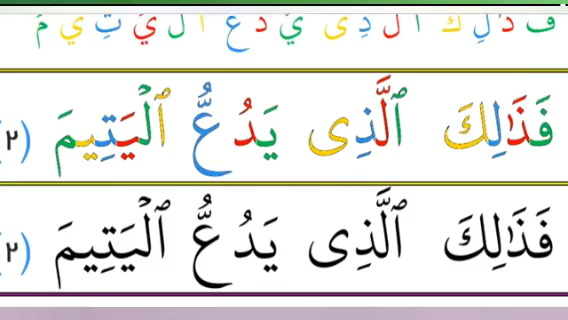 فَ ذَٰ لِ كَ ٱ لَّ ذِ ى يَ دُ عُّ ٱ لۡ يَ تِ ي مَ
فَذَٰلِكَ ٱلَّذِى يَدُعُّ ٱلۡيَتِيمَ (٢)
فَذَٰلِكَ ٱلَّذِى يَدُعُّ ٱلۡيَتِيمَ (٢)